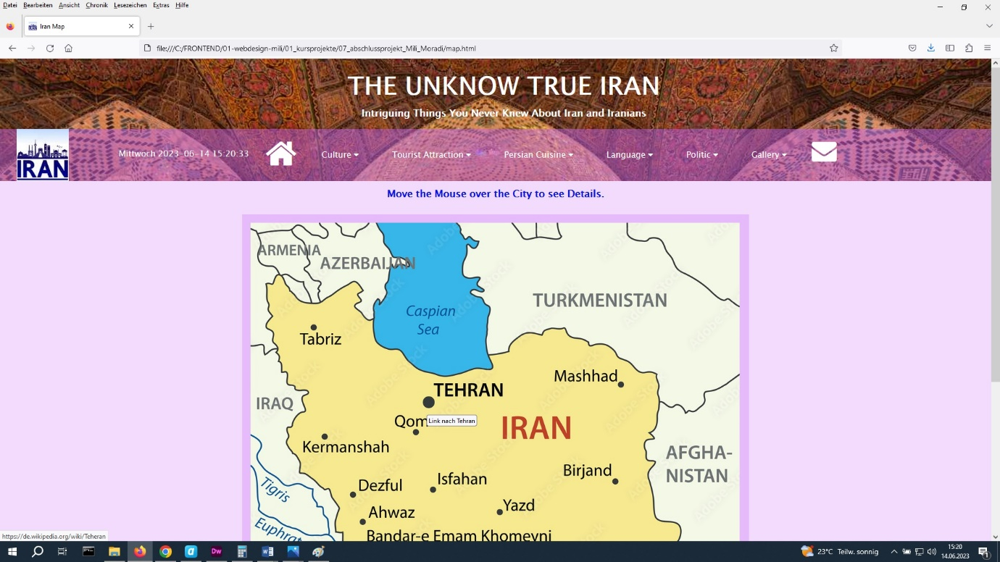 Datei Bearbeiten Ansicht Chronik Lesezeichen Extras Hilfe
Iran Map
file:///C:/FRONTEND/01-webdesign-mili/01_kursprojekte/07_abschlussprojekt_Mili_Moradi/map.html
THE UNKNOW TRUE IRAN
Intriguing Things You Never Knew About Iran and Iranians
IRAN
Mittwoch 2023-06-14 15:20:33 Culture Tourist Attraction Persian Cuisine Language Politic Gallery
Move the Mouse over the City to see Details.
ARMENIA
AZERBAIJAN
TURKMENISTAN
Caspian
Sea
Tabriz
Mashhad
TEHRAN
IRAQ
Qom
Link nach Tehran
IRAN
Kermanshah
AFGHA-
NISTAN
Birjand
Isfahan
Dezful
Tigris
Yazd
Ahwaz
Euphrat
Bandar-e Emam Khomeyni
Adobe Stock
https://de.wikipedia.org/wiki/Teheran
Dw
23°C Teilw. sonnig
15:20
14.06.2023
1